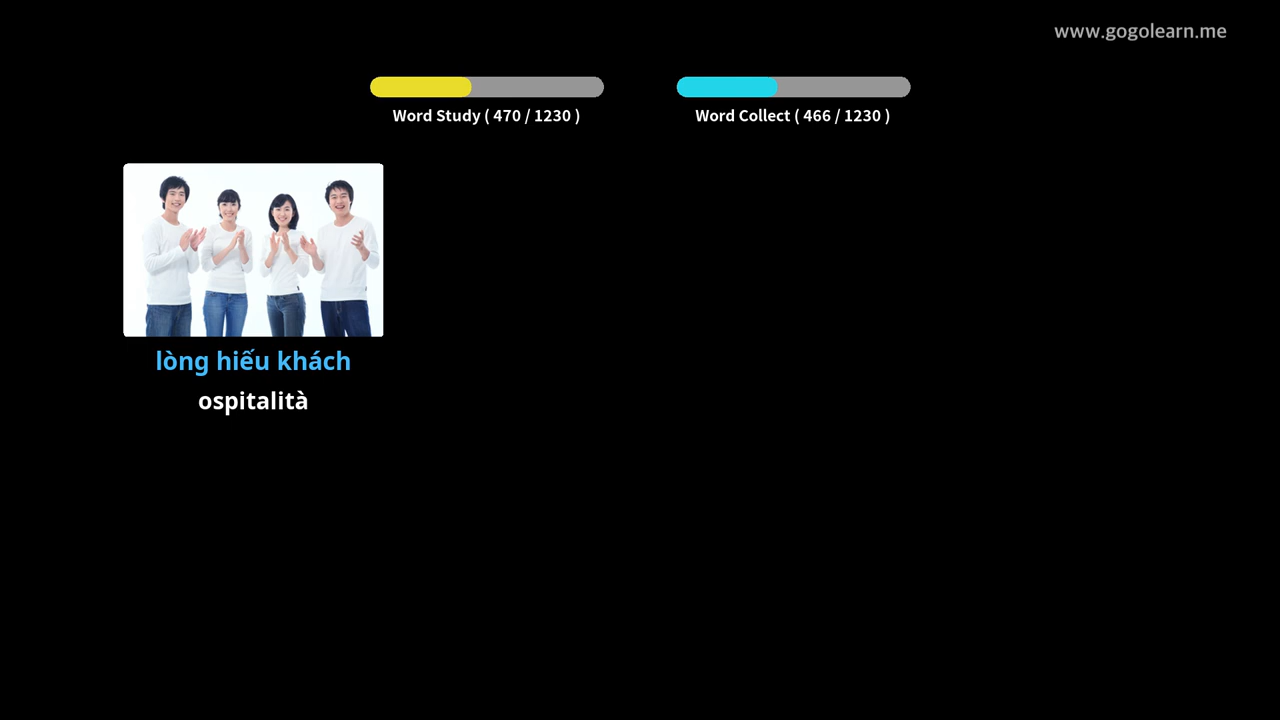 www.gogolearn.me
Word Study ( 470 / 1230 )
Word Collect ( 466 / 1230 )
lòng hiếu khách
ospitalità